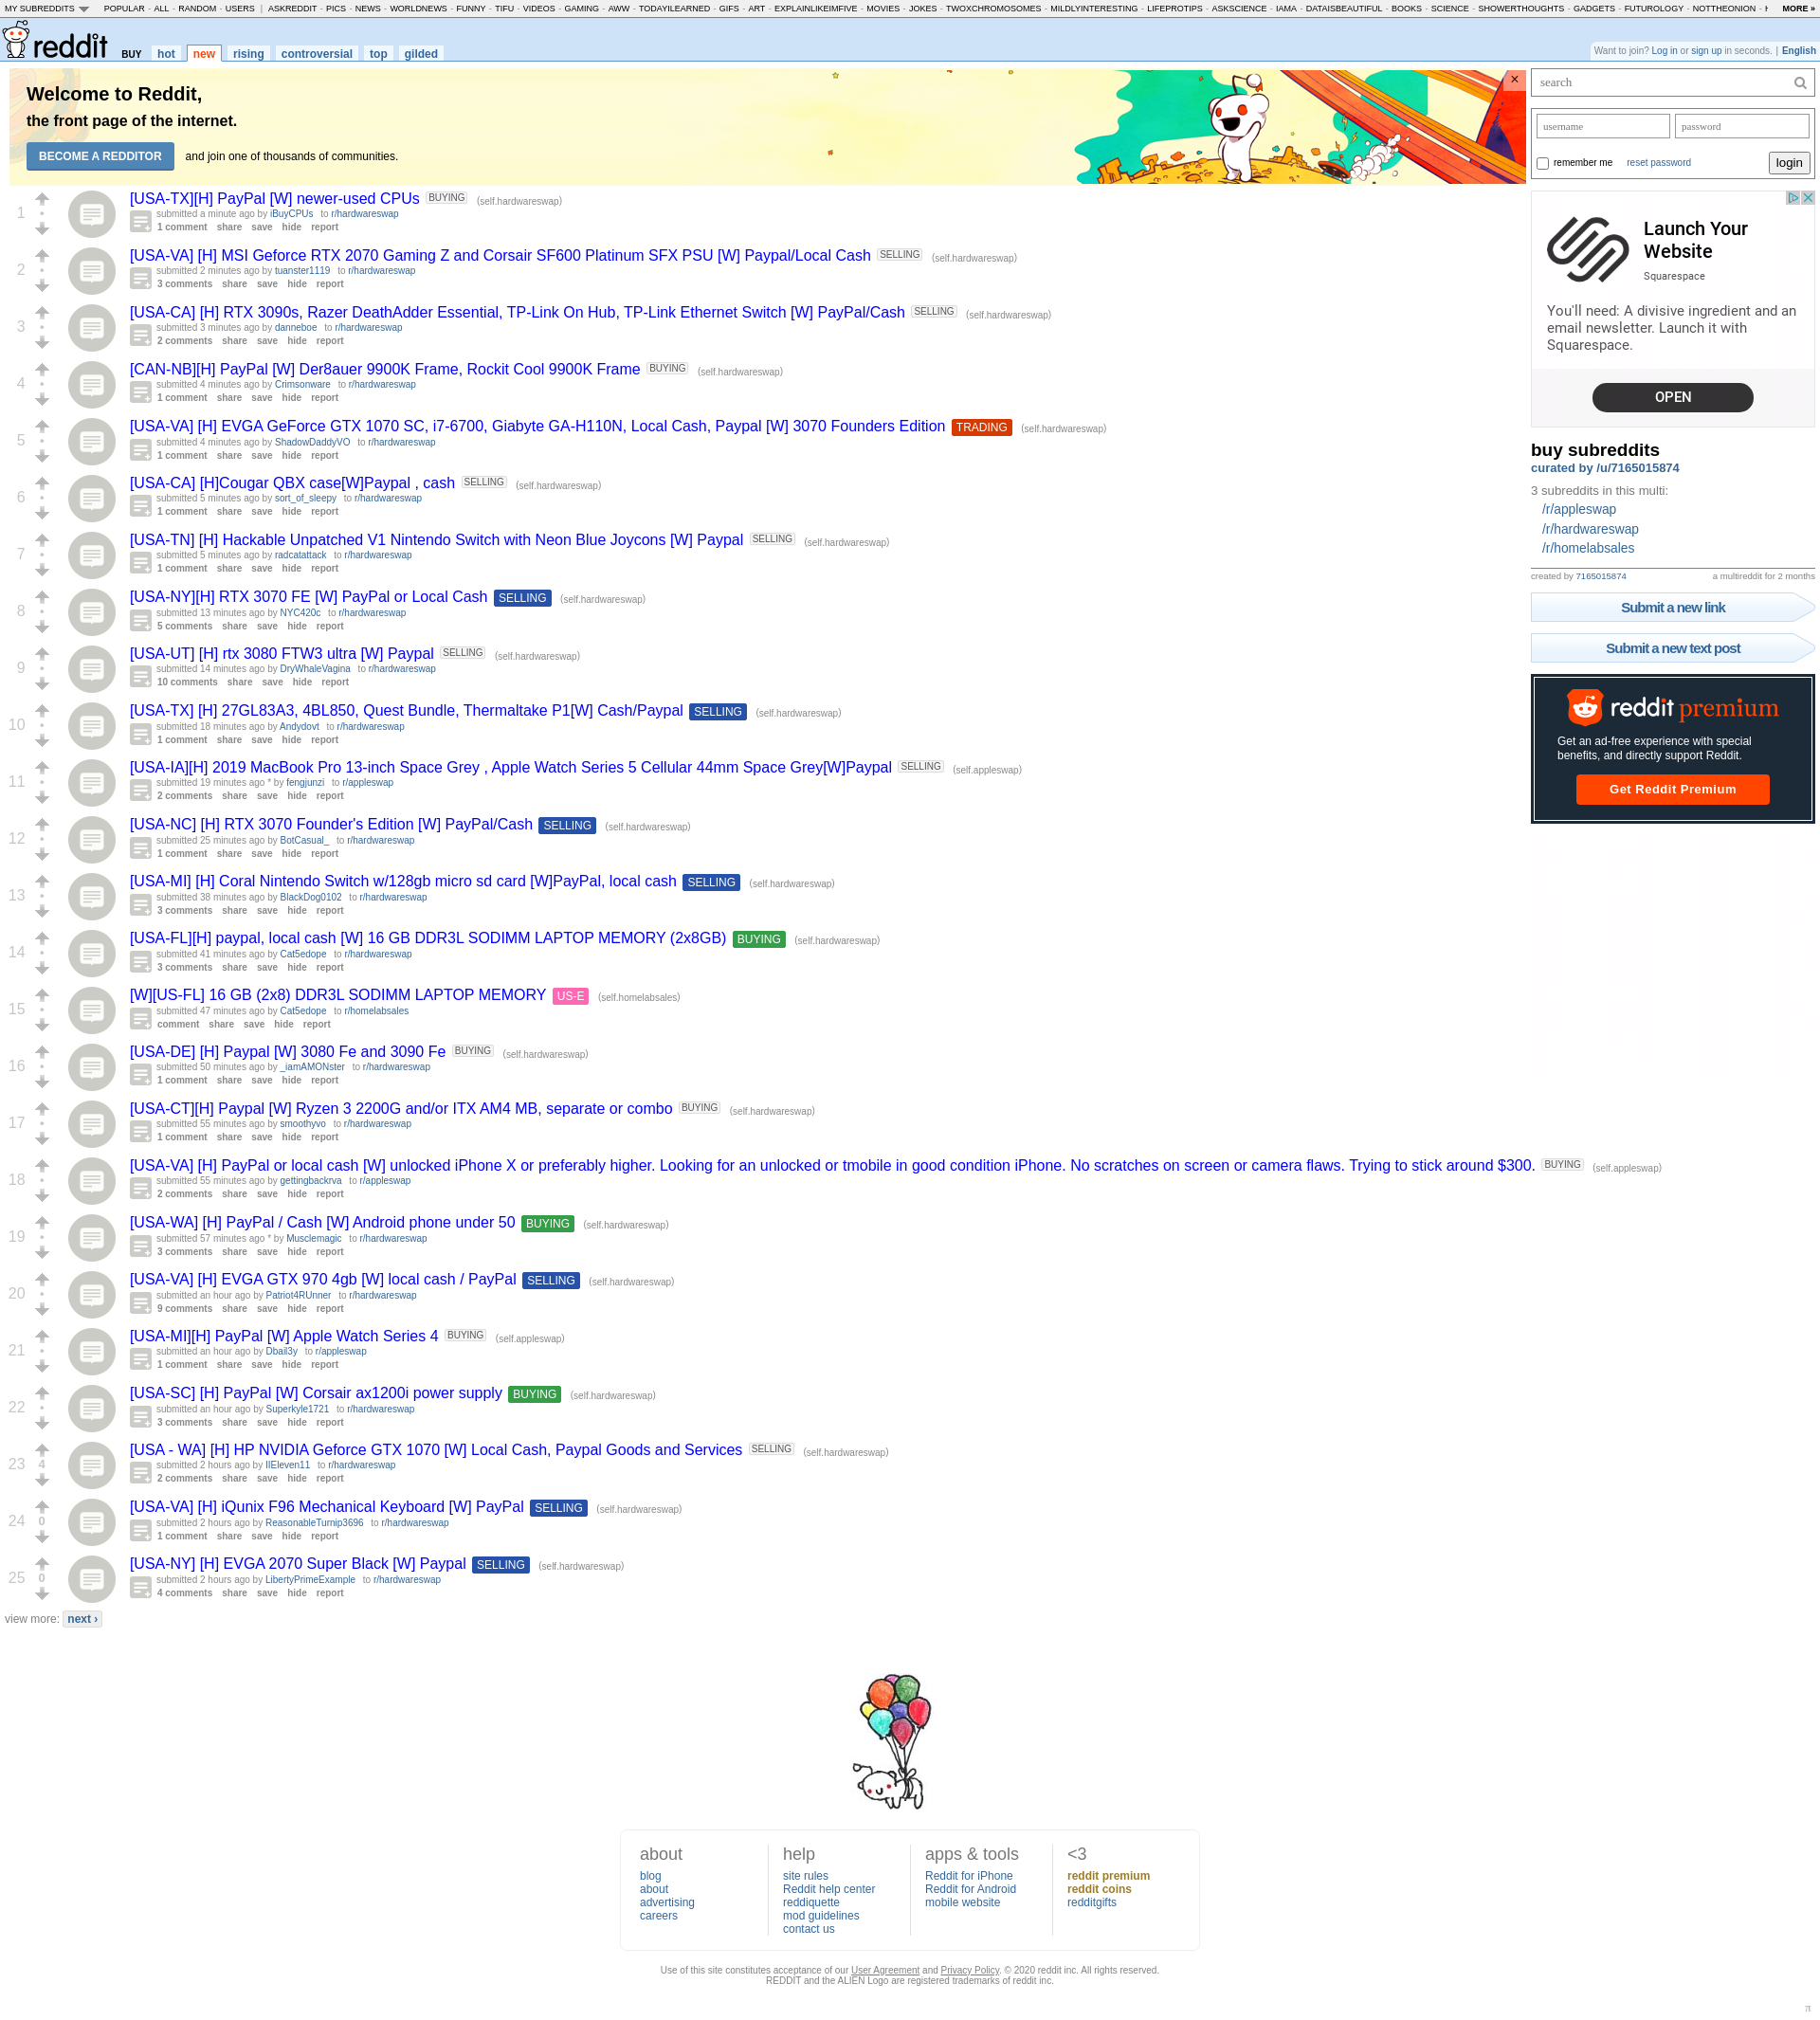 MY SUBREDDITS POPULAR - ALL - RANDOM - USERS | ASKREDDIT - PICS - NEWS - WORLDNEWS - FUNNY - TIFU - VIDEOS - GAMING - AWW - TODAYILEARNED - GIFS - ART - EXPLAINLIKEIMFIVE - MOVIES - JOKES - TWOXCHROMOSOMES - MILDLYINTERESTING - LIFEPROTIPS - ASKSCIENCE - IAMA - DATAISBEAUTIFUL - BOOKS - SCIENCE - SHOWERTHOUGHTS - GADGETS - FUTUROLOGY - NOTTHEONION - MORE »
reddit BUY hot new rising controversial top gilded
Want to join? Log in or sign up in seconds. | English
Welcome to Reddit,
the front page of the internet.
BECOME A REDDITOR and join one of thousands of communities.
×
1
[USA-TX][H] PayPal [W] newer-used CPUs BUYING (self.hardwareswap)
submitted a minute ago by iBuyCPUs to r/hardwareswap
1 comment share save hide report
2
[USA-VA] [H] MSI Geforce RTX 2070 Gaming Z and Corsair SF600 Platinum SFX PSU [W] Paypal/Local Cash SELLING (self.hardwareswap)
submitted 2 minutes ago by tuanster1119 to r/hardwareswap
3 comments share save hide report
3
[USA-CA] [H] RTX 3090s, Razer DeathAdder Essential, TP-Link On Hub, TP-Link Ethernet Switch [W] PayPal/Cash SELLING (self.hardwareswap)
submitted 3 minutes ago by danneboe to r/hardwareswap
2 comments share save hide report
4
[CAN-NB][H] PayPal [W] Der8auer 9900K Frame, Rockit Cool 9900K Frame BUYING (self.hardwareswap)
submitted 4 minutes ago by Crimsonware to r/hardwareswap
1 comment share save hide report
5
[USA-VA] [H] EVGA GeForce GTX 1070 SC, i7-6700, Giabyte GA-H110N, Local Cash, Paypal [W] 3070 Founders Edition TRADING (self.hardwareswap)
submitted 4 minutes ago by ShadowDaddyVO to r/hardwareswap
1 comment share save hide report
6
[USA-CA] [H]Cougar QBX case[W]Paypal , cash SELLING (self.hardwareswap)
submitted 5 minutes ago by sort_of_sleepy to r/hardwareswap
1 comment share save hide report
7
[USA-TN] [H] Hackable Unpatched V1 Nintendo Switch with Neon Blue Joycons [W] Paypal SELLING (self.hardwareswap)
submitted 5 minutes ago by radcatattack to r/hardwareswap
1 comment share save hide report
8
[USA-NY][H] RTX 3070 FE [W] PayPal or Local Cash SELLING (self.hardwareswap)
submitted 13 minutes ago by NYC420c to r/hardwareswap
5 comments share save hide report
9
[USA-UT] [H] rtx 3080 FTW3 ultra [W] Paypal SELLING (self.hardwareswap)
submitted 14 minutes ago by DryWhaleVagina to r/hardwareswap
10 comments share save hide report
10
[USA-TX] [H] 27GL83A3, 4BL850, Quest Bundle, Thermaltake P1[W] Cash/Paypal SELLING (self.hardwareswap)
submitted 18 minutes ago by Andydovt to r/hardwareswap
1 comment share save hide report
11
[USA-IA][H] 2019 MacBook Pro 13-inch Space Grey , Apple Watch Series 5 Cellular 44mm Space Grey[W]Paypal SELLING (self.appleswap)
submitted 19 minutes ago * by fengjunzi to r/appleswap
2 comments share save hide report
12
[USA-NC] [H] RTX 3070 Founder's Edition [W] PayPal/Cash SELLING (self.hardwareswap)
submitted 25 minutes ago by BotCasual_ to r/hardwareswap
1 comment share save hide report
13
[USA-MI] [H] Coral Nintendo Switch w/128gb micro sd card [W]PayPal, local cash SELLING (self.hardwareswap)
submitted 38 minutes ago by BlackDog0102 to r/hardwareswap
3 comments share save hide report
14
[USA-FL][H] paypal, local cash [W] 16 GB DDR3L SODIMM LAPTOP MEMORY (2x8GB) BUYING (self.hardwareswap)
submitted 41 minutes ago by Cat5edope to r/hardwareswap
3 comments share save hide report
15
[W][US-FL] 16 GB (2x8) DDR3L SODIMM LAPTOP MEMORY US-E (self.homelabsales)
submitted 47 minutes ago by Cat5edope to r/homelabsales
comment share save hide report
16
[USA-DE] [H] Paypal [W] 3080 Fe and 3090 Fe BUYING (self.hardwareswap)
submitted 50 minutes ago by _iamAMONster to r/hardwareswap
1 comment share save hide report
17
[USA-CT][H] Paypal [W] Ryzen 3 2200G and/or ITX AM4 MB, separate or combo BUYING (self.hardwareswap)
submitted 55 minutes ago by smoothyvo to r/hardwareswap
1 comment share save hide report
18
[USA-VA] [H] PayPal or local cash [W] unlocked iPhone X or preferably higher. Looking for an unlocked or tmobile in good condition iPhone. No scratches on screen or camera flaws. Trying to stick around $300. BUYING (self.appleswap)
submitted 55 minutes ago by gettingbackrva to r/appleswap
2 comments share save hide report
19
[USA-WA] [H] PayPal / Cash [W] Android phone under 50 BUYING (self.hardwareswap)
submitted 57 minutes ago * by Musclemagic to r/hardwareswap
3 comments share save hide report
20
[USA-VA] [H] EVGA GTX 970 4gb [W] local cash / PayPal SELLING (self.hardwareswap)
submitted an hour ago by Patriot4RUnner to r/hardwareswap
9 comments share save hide report
21
[USA-MI][H] PayPal [W] Apple Watch Series 4 BUYING (self.appleswap)
submitted an hour ago by Dbail3y to r/appleswap
1 comment share save hide report
22
[USA-SC] [H] PayPal [W] Corsair ax1200i power supply BUYING (self.hardwareswap)
submitted an hour ago by Superkyle1721 to r/hardwareswap
3 comments share save hide report
23 4
[USA - WA] [H] HP NVIDIA Geforce GTX 1070 [W] Local Cash, Paypal Goods and Services SELLING (self.hardwareswap)
submitted 2 hours ago by IIEleven11 to r/hardwareswap
2 comments share save hide report
24 0
[USA-VA] [H] iQunix F96 Mechanical Keyboard [W] PayPal SELLING (self.hardwareswap)
submitted 2 hours ago by ReasonableTurnip3696 to r/hardwareswap
1 comment share save hide report
25 0
[USA-NY] [H] EVGA 2070 Super Black [W] Paypal SELLING (self.hardwareswap)
submitted 2 hours ago by LibertyPrimeExample to r/hardwareswap
4 comments share save hide report
view more: next ›
search
username password
remember me reset password login
Launch Your
Website
Squarespace
You'll need: A divisive ingredient and an
email newsletter. Launch it with
Squarespace.
OPEN
buy subreddits
curated by /u/7165015874
3 subreddits in this multi:
/r/appleswap
/r/hardwareswap
/r/homelabsales
created by 7165015874 a multireddit for 2 months
Submit a new link
Submit a new text post
reddit premium
Get an ad-free experience with special
benefits, and directly support Reddit.
Get Reddit Premium
about
blog
about
advertising
careers
help
site rules
Reddit help center
reddiquette
mod guidelines
contact us
apps & tools
Reddit for iPhone
Reddit for Android
mobile website
<3
reddit premium
reddit coins
redditgifts
Use of this site constitutes acceptance of our User Agreement and Privacy Policy. © 2020 reddit inc. All rights reserved.
REDDIT and the ALIEN Logo are registered trademarks of reddit inc.
π